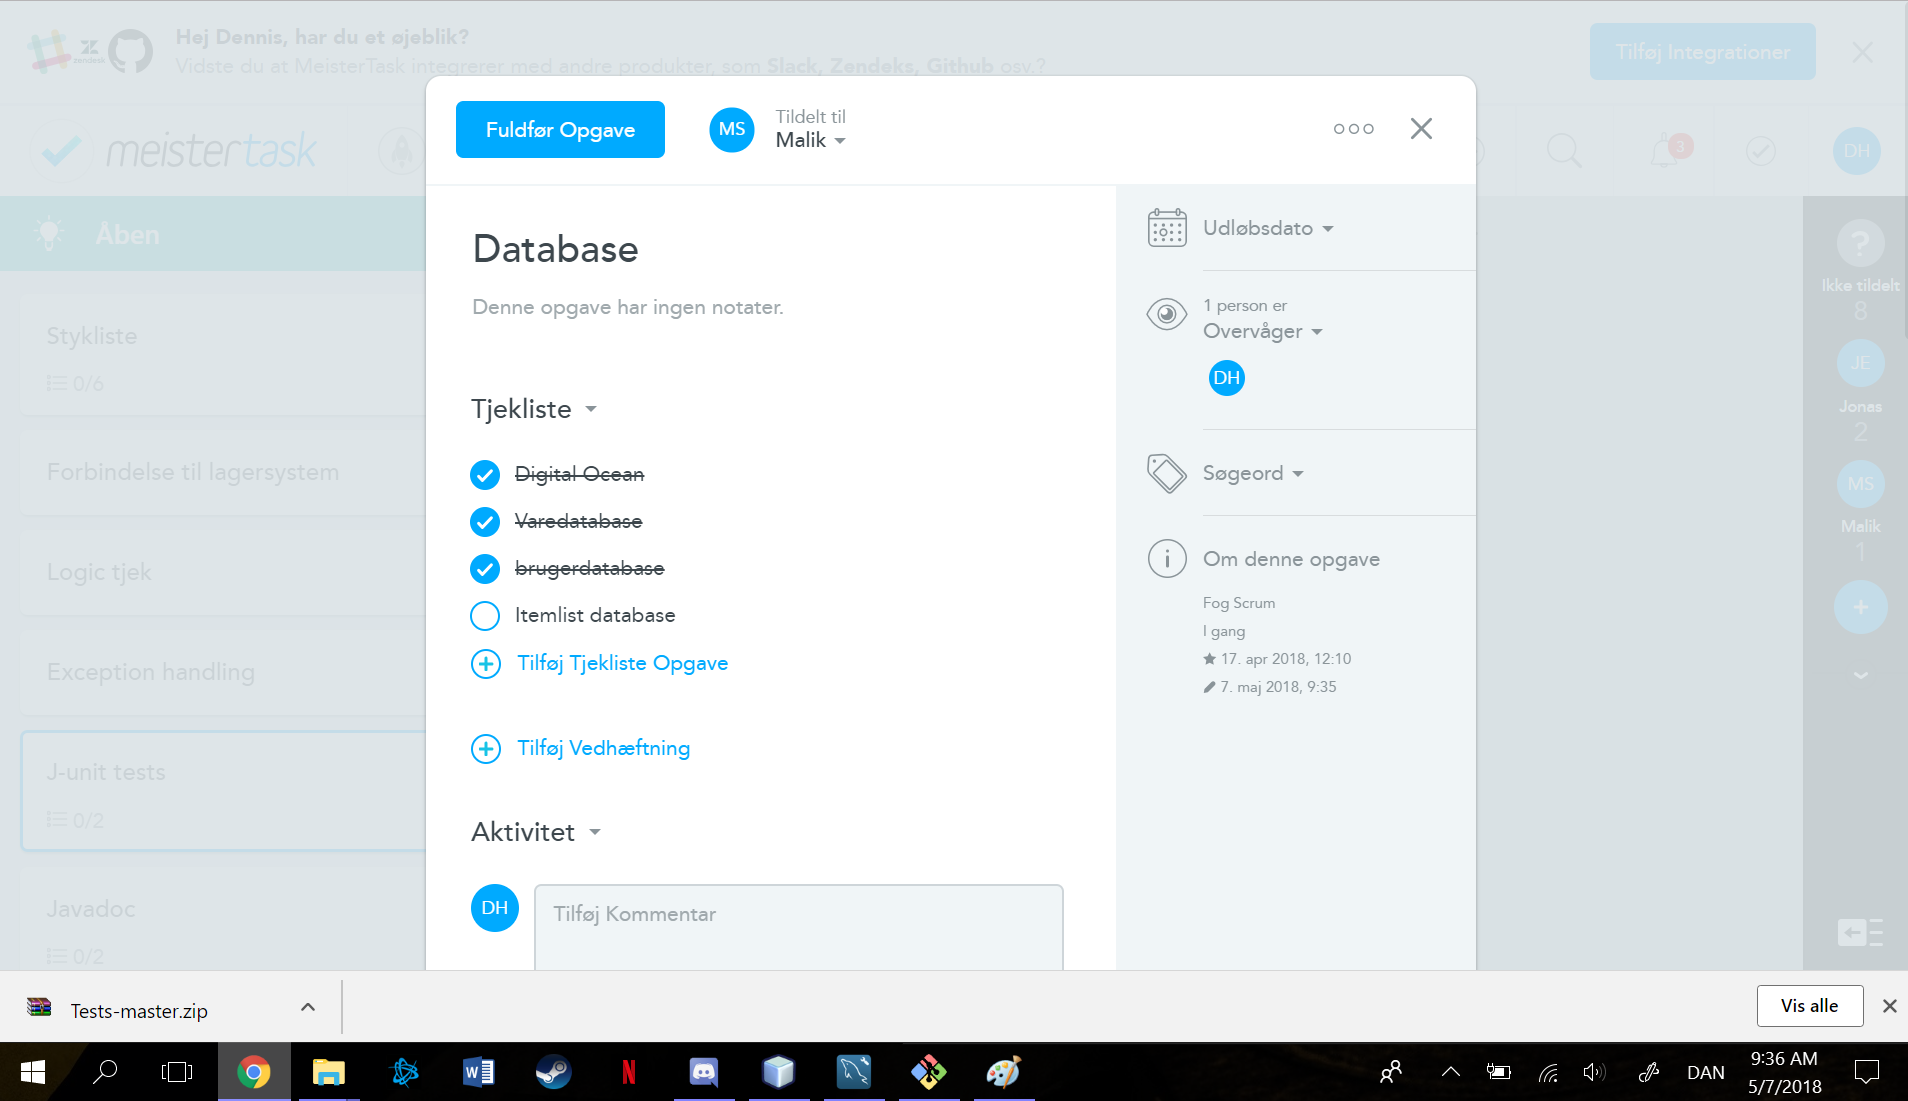 Hej Dennis, har du et øjeblik?
Vidste du at MeisterTask integrerer med andre produkter, som Slack, Zendeks, Github osv.?
Tilføj Integrationer
zendesk
Fuldfør Opgave
MS
Tildelt til
Malik
meistertask
3
DH
Åben
Database
Denne opgave har ingen notater.
Stykliste
0/6
Forbindelse til lagersystem
Logic tjek
Exception handling
J-unit tests
0/2
Javadoc
0/2
Tjekliste
Digital Ocean
Varedatabase
brugerdatabase
Itemlist database
Tilføj Tjekliste Opgave
Tilføj Vedhæftning
Aktivitet
DH
Tilføj Kommentar
Udløbsdato
1 person er
Overvåger
DH
Søgeord
Om denne opgave
Fog Scrum
I gang
17. apr 2018, 12:10
7. maj 2018, 9:35
?
Ikke tildelt
8
JE
Jonas
2
MS
Malik
1
Tests-master.zip
Vis alle
DAN
9:36 AM
5/7/2018